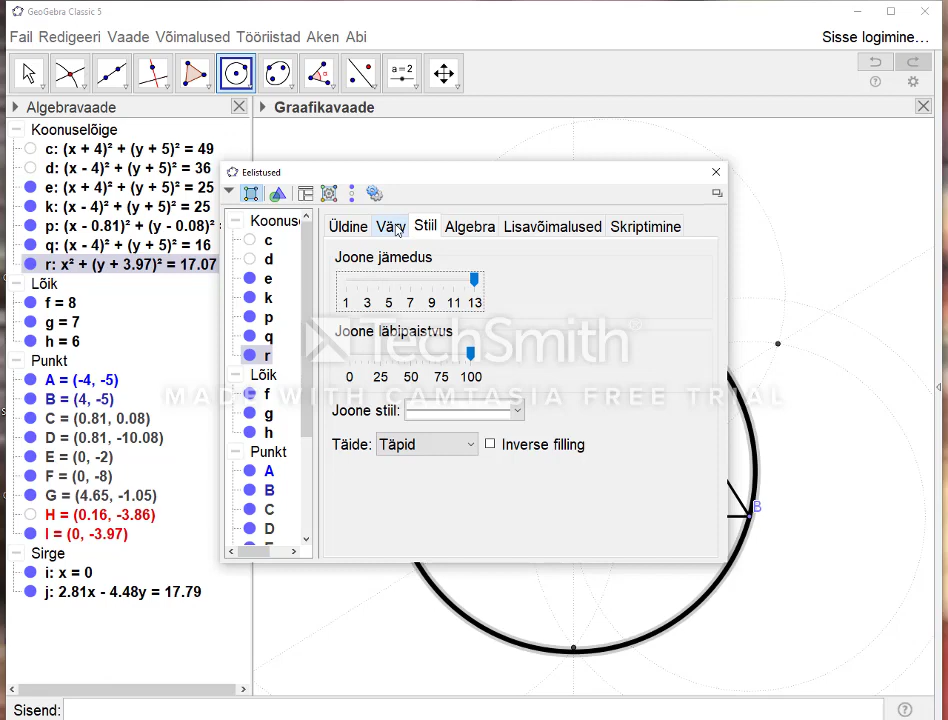 GeoGebra Classic 5
Fail Redigeeri Vaade Võimalused Tööriistad Aken Abi
Sisse logimine…
a=2
Algebravaade
Graafikavaade
Koonuselõige
c: (x + 4)² + (y + 5)² = 49
d: (x - 4)² + (y + 5)² = 36
e: (x + 4)² + (y + 5)² = 25
k: (x - 4)² + (y + 5)² = 25
p: (x - 0.81)² + (y - 0.08)²
q: (x - 4)² + (y + 5)² = 16
r: x² + (y + 3.97)² = 17.07
Lõik
f = 8
g = 7
h = 6
Punkt
A = (-4, -5)
B = (4, -5)
C = (0.81, 0.08)
D = (0.81, -10.08)
E = (0, -2)
F = (0, -8)
G = (4.65, -1.05)
H = (0.16, -3.86)
I = (0, -3.97)
Sirge
i: x = 0
j: 2.81x - 4.48y = 17.79
Eelistused
Koonus
c
d
e
k
p
q
r
Lõik
f
g
h
Punkt
A
B
C
D
Üldine Värv Stiil Algebra Lisavõimalused Skriptimine
Joone jämedus
1 3 5 7 9 11 13
Joone läbipaistvus
0 25 50 75 100
Joone stiil:
Täide: Täpid Inverse filling
TechSmith
MADE WITH CAMTASIA FREE TRIAL
B
Sisend: